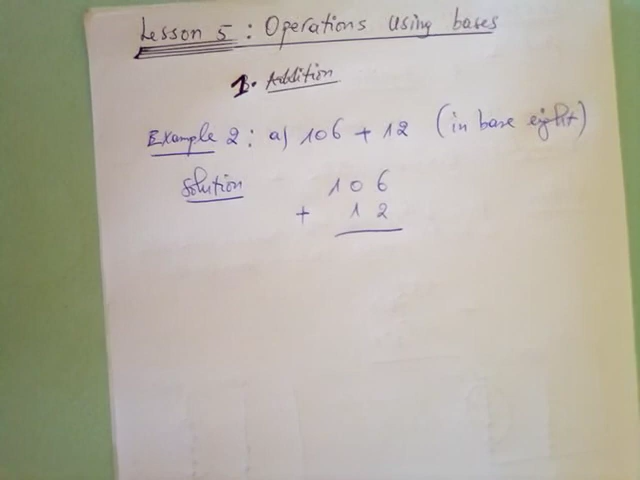 Lesson 5 : Operations using bases
1. Addition
Example 2 : a) 106 + 12 (in base eight)
Solution 106
+ 12